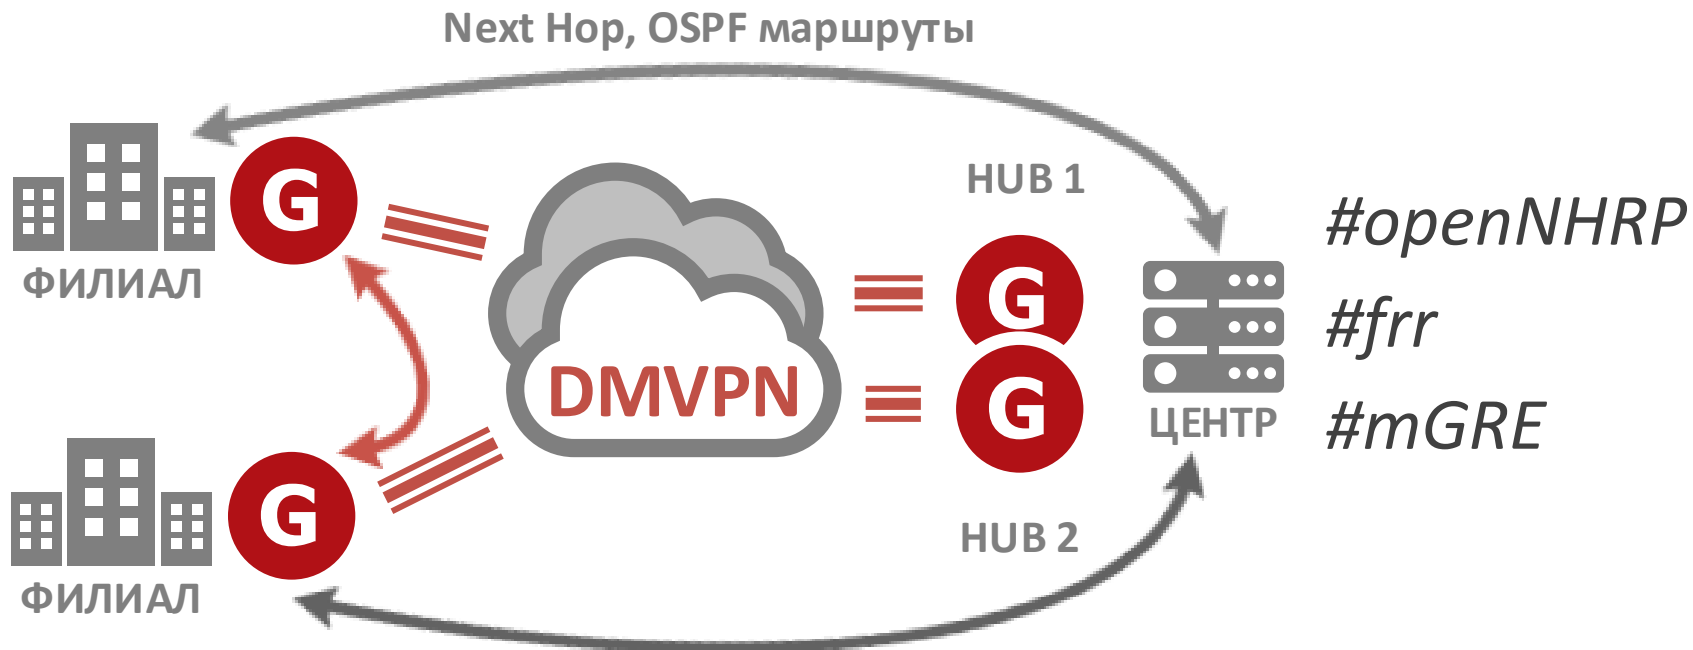 Next Hop, OSPF маршруты
HUB 1
G
ФИЛИАЛ
G
#openNHRP
#frr
#mGRE
DMVPN
G
ЦЕНТР
G
ФИЛИАЛ
HUB 2